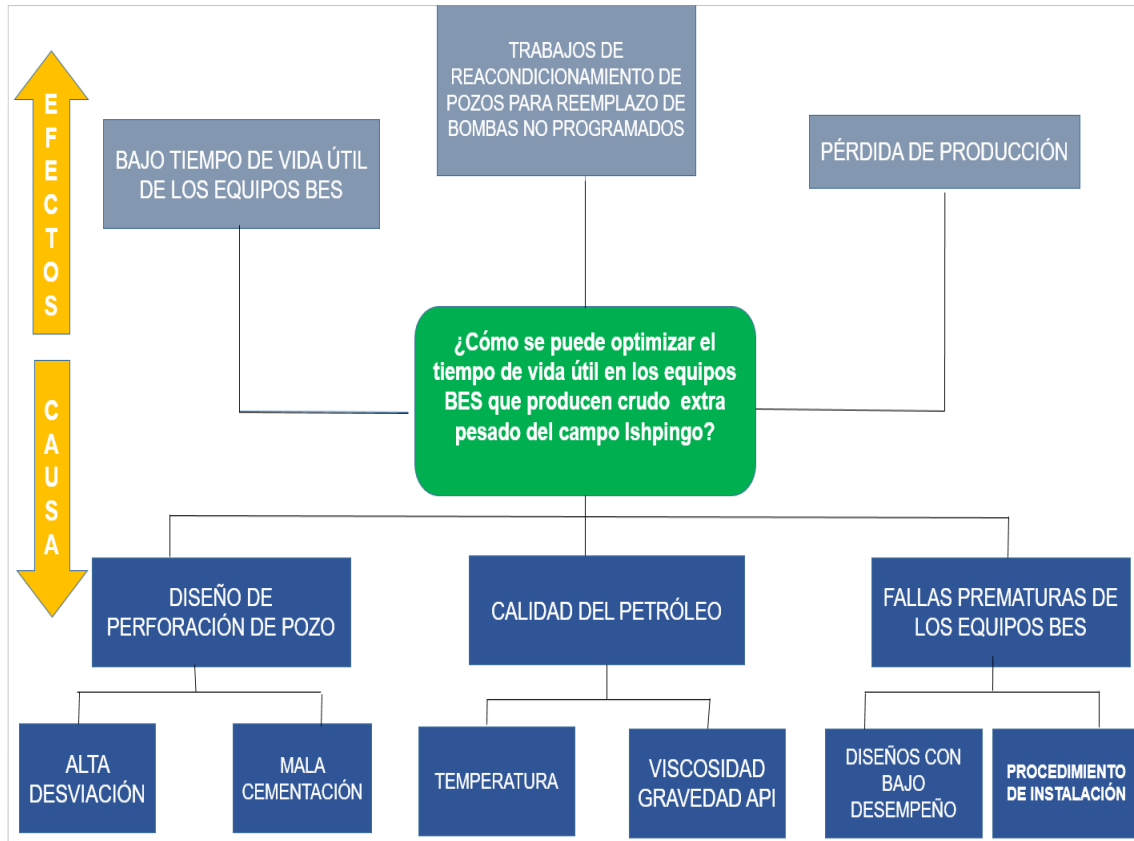 EFECTOS
TRABAJOS DE
REACONDICIONAMIENTO DE
POZOS PARA REEMPLAZO DE
BOMBAS NO PROGRAMADOS
BAJO TIEMPO DE VIDA ÚTIL
DE LOS EQUIPOS BES
PÉRDIDA DE PRODUCCIÓN
¿Cómo se puede optimizar el
tiempo de vida útil en los equipos
BES que producen crudo extra
pesado del campo Ishpingo?
CAUSA
DISEÑO DE
PERFORACIÓN DE POZO
CALIDAD DEL PETRÓLEO
FALLAS PREMATURAS DE
LOS EQUIPOS BES
ALTA
DESVIACIÓN
MALA
CEMENTACIÓN
TEMPERATURA
VISCOSIDAD
GRAVEDAD API
DISEÑOS CON
BAJO
DESEMPEÑO
PROCEDIMIENTO
DE INSTALACIÓN